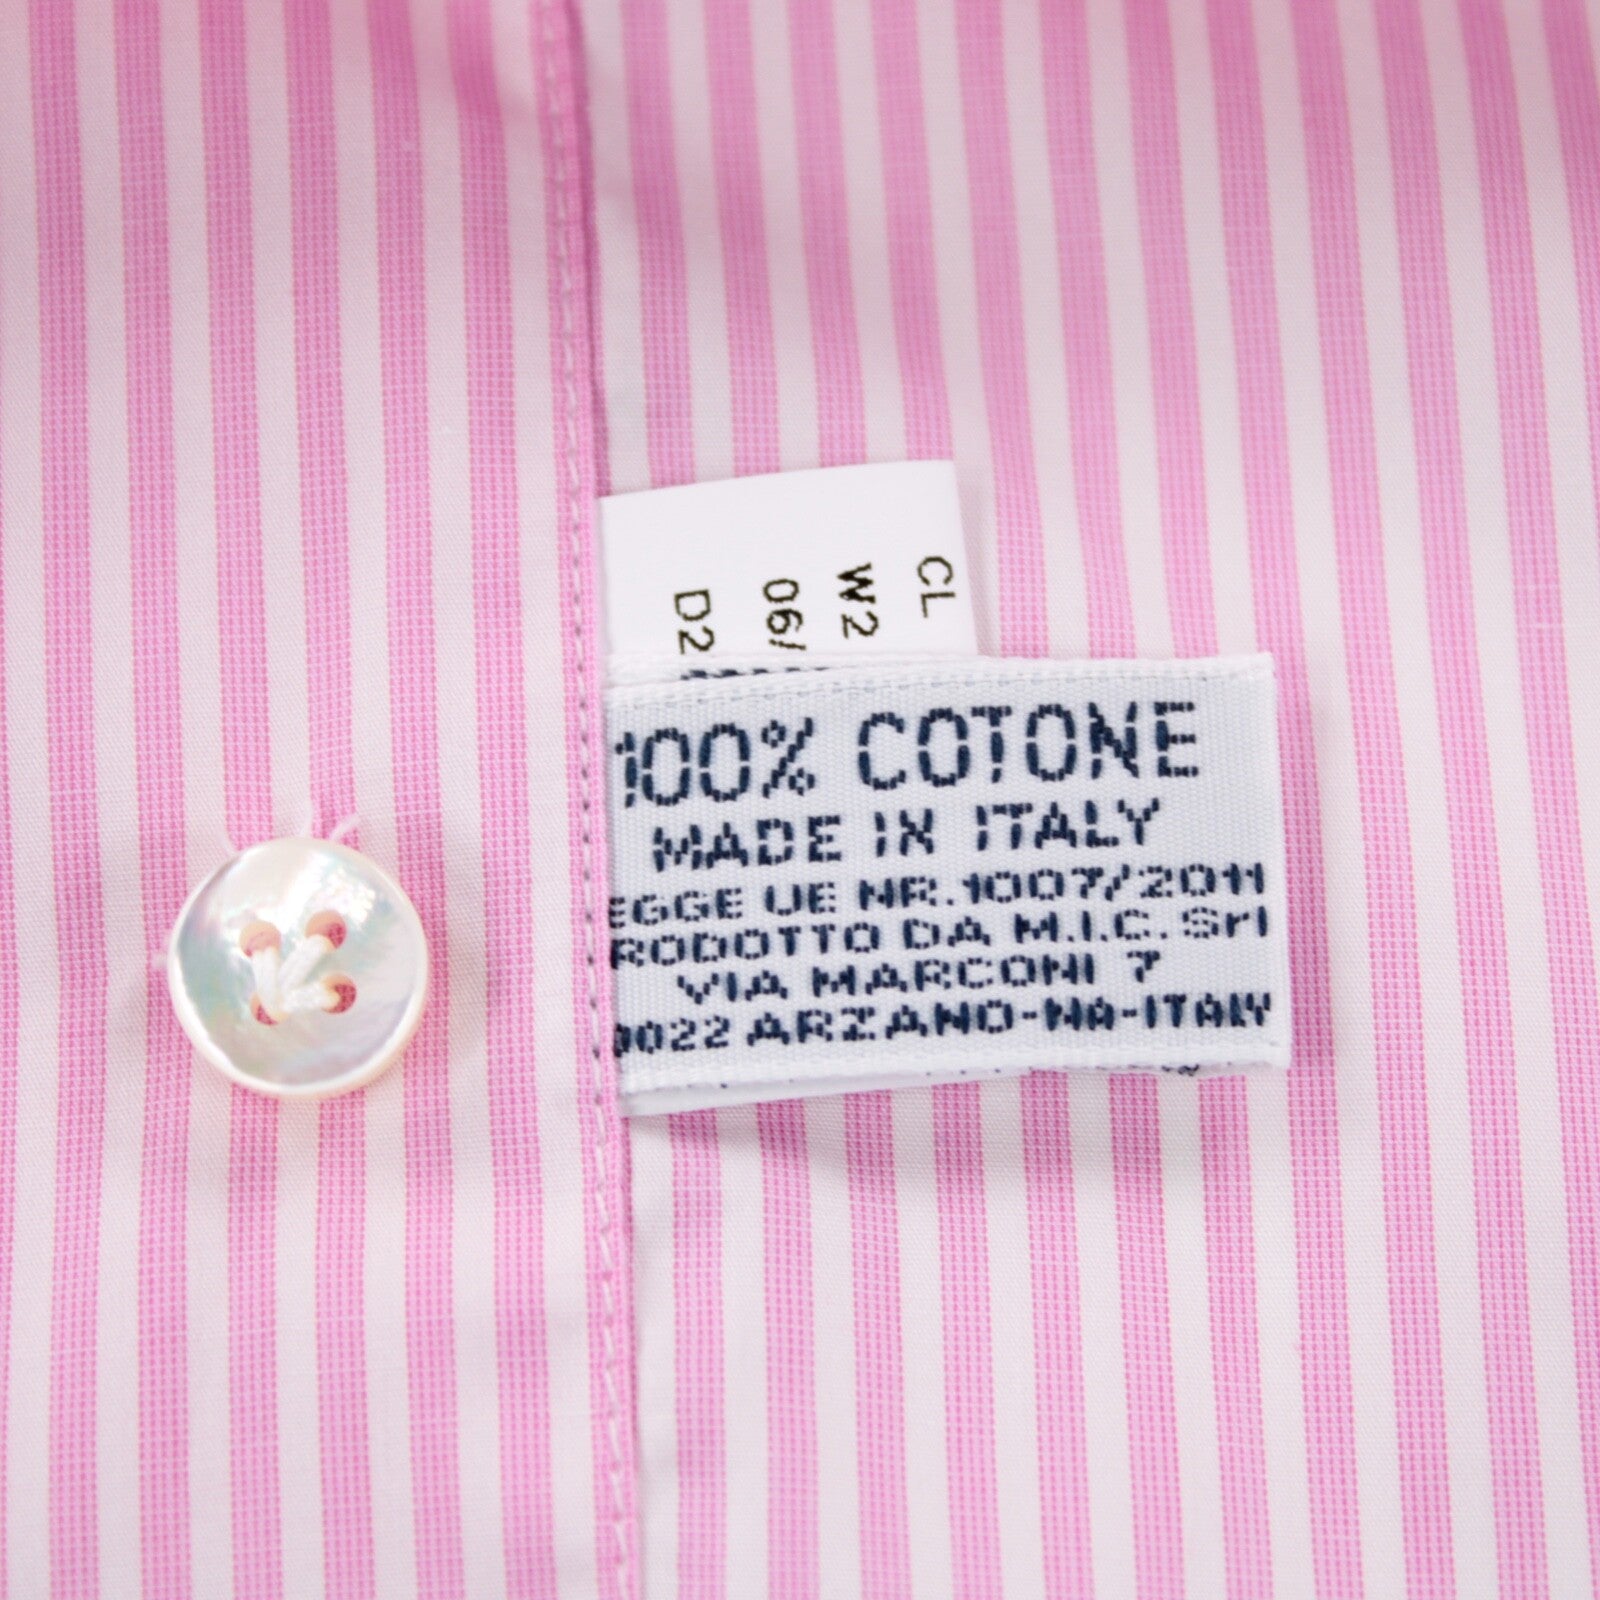 CL
W2
06/
D2
100% COTONE
MADE IN ITALY
EGGE UE NR.1007/2011
RODOTTO DA M.I.C. Srl
VIA MARCONI 7
0022 ARZANO-NA-ITALY